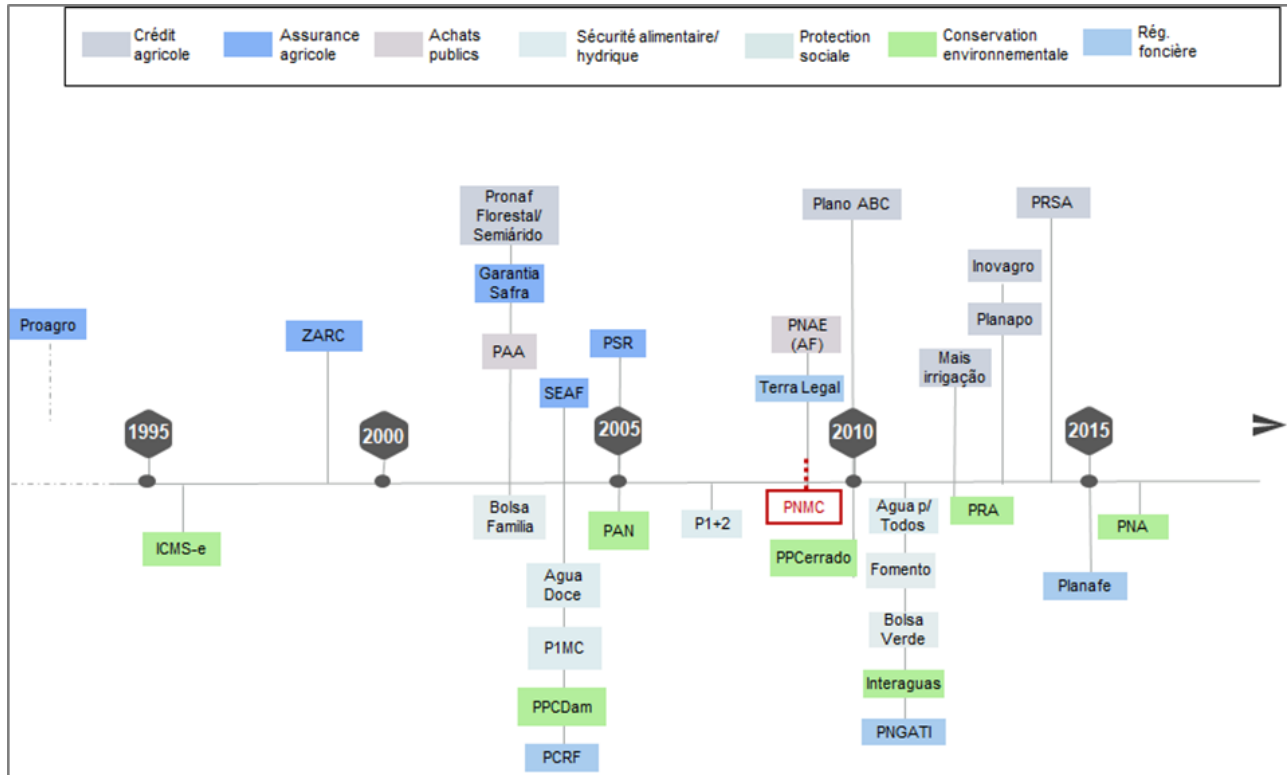 Crédit
agricole
Assurance
agricole
Achats
publics
Sécurité alimentaire/
hydrique
Protection
sociale
Conservation
environnementale
Rég.
foncière
Pronaf
Florestal/
Semiárido
Plano ABC
PRSA
Garantia
Safra
Inovagro
Proagro
ZARC
PAA
PSR
PNAE
(AF)
Planapo
SEAF
Terra Legal
Mais
irrigação
1995
2000
2005
2010
2015
ICMS-e
Bolsa
Familia
PAN
P1+2
PNMC
Agua p/
Todos
PRA
PNA
PPCerrado
Agua
Doce
Fomento
Planafe
P1MC
Bolsa
Verde
PPCDam
Interaguas
PCRF
PNGATI